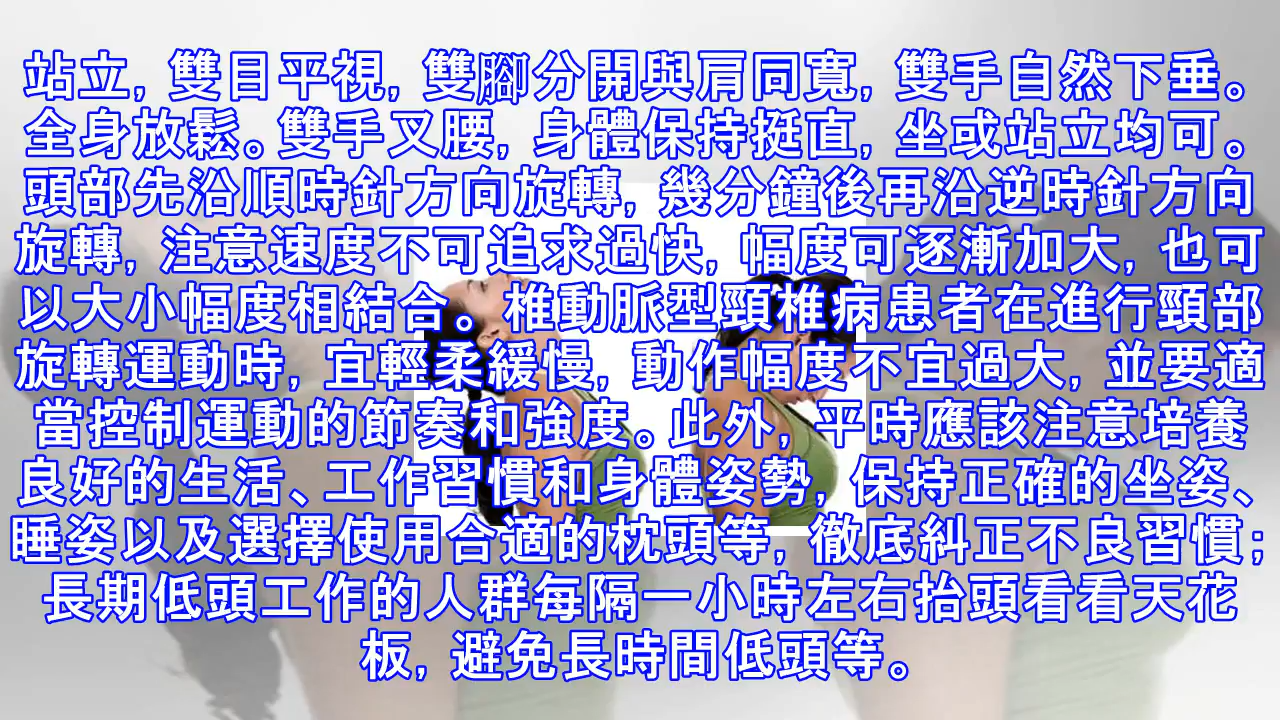 站立, 雙目平視, 雙腳分開與肩同寬, 雙手自然下垂。
全身放鬆。雙手叉腰, 身體保持挺直, 坐或站立均可。
頭部先沿順時針方向旋轉, 幾分鐘後再沿逆時針方向
旋轉, 注意速度不可追求過快, 幅度可逐漸加大, 也可
以大小幅度相結合。椎動脈型頸椎病患者在進行頸部
旋轉運動時, 宜輕柔緩慢, 動作幅度不宜過大, 並要適
當控制運動的節奏和強度。此外, 平時應該注意培養
良好的生活、工作習慣和身體姿勢, 保持正確的坐姿、
睡姿以及選擇使用合適的枕頭等, 徹底糾正不良習慣;
長期低頭工作的人群每隔一小時左右抬頭看看天花
板, 避免長時間低頭等。